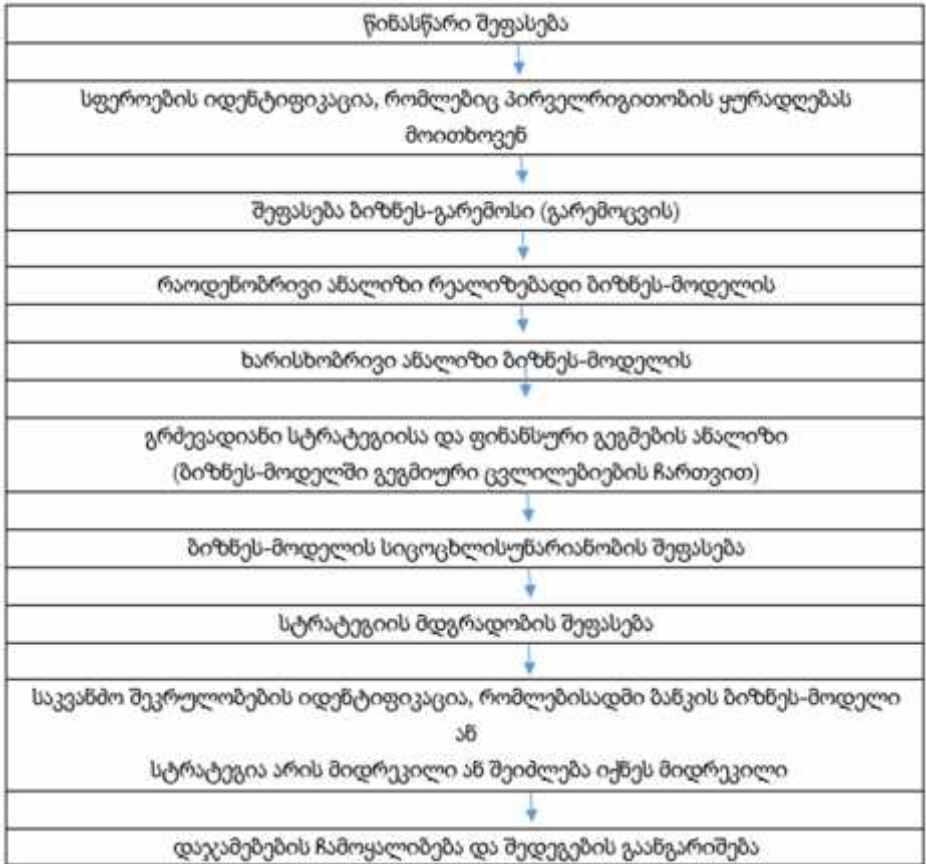 წინასწარი შეფასება
სფეროების იდენტიფიკაცია, რომლებიც პირველრიგითობის ყურადღებას
მოითხოვენ
შეფასება ბიზნეს-გარემოსი (გარემოცვის)
რაოდენობრივი ანალიზი რეალიზებადი ბიზნეს-მოდელის
ხარისხობრივი ანალიზი ბიზნეს-მოდელის
გრძევადიანი სტრატეგიისა და ფინანსური გეგმების ანალიზი
(ბიზნეს-მოდელში გეგმიური ცვლილებიების ჩართვით)
ბიზნეს-მოდელის სიცოცხლისუნარიანობის შეფასება
სტრატეგიის მდგრადობის შეფასება
საკვანძო შეკრულობების იდენტიფიკაცია, რომლებისადმი ბანკის ბიზნეს-მოდელი
ან
სტრატეგია არის მიდრეკილი ან შეიძლება იქნეს მიდრეკილი
დაჯამებების ჩამოყალიბება და შედეგების გაანგარიშება